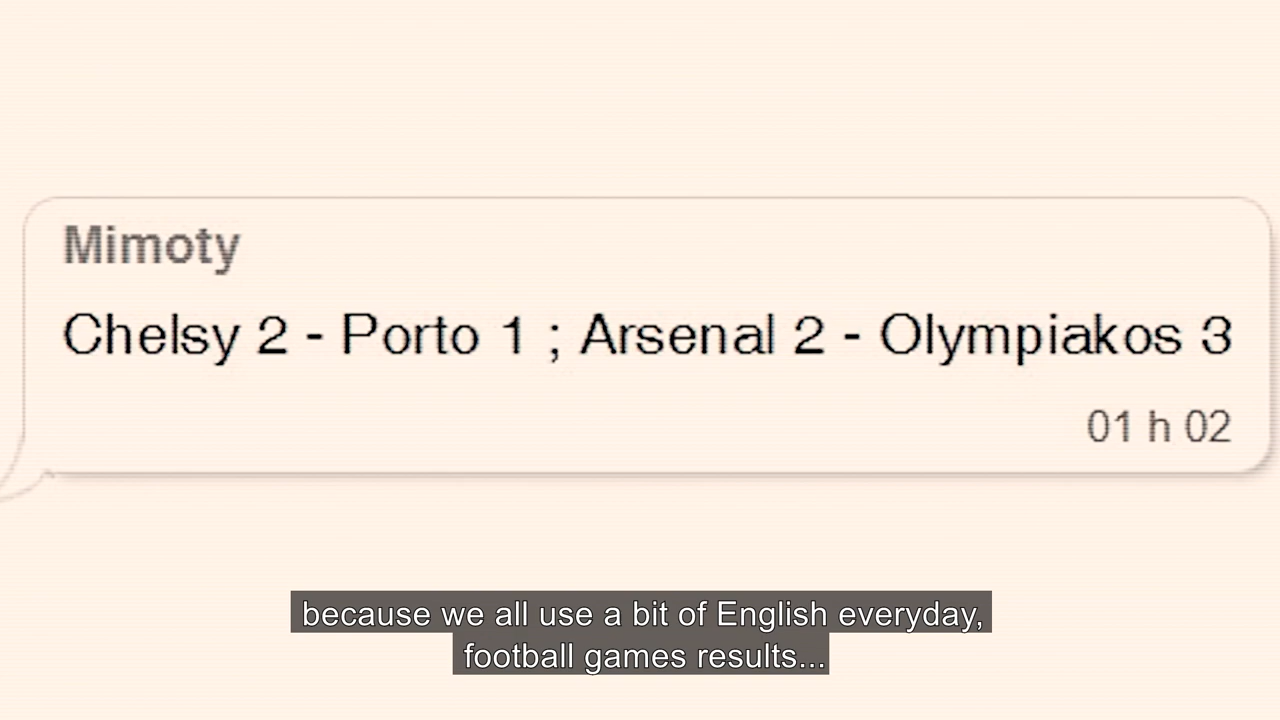 Mimoty
Chelsy 2 - Porto 1 ; Arsenal 2 - Olympiakos 3
01 h 02
because we all use a bit of English everyday,
football games results...